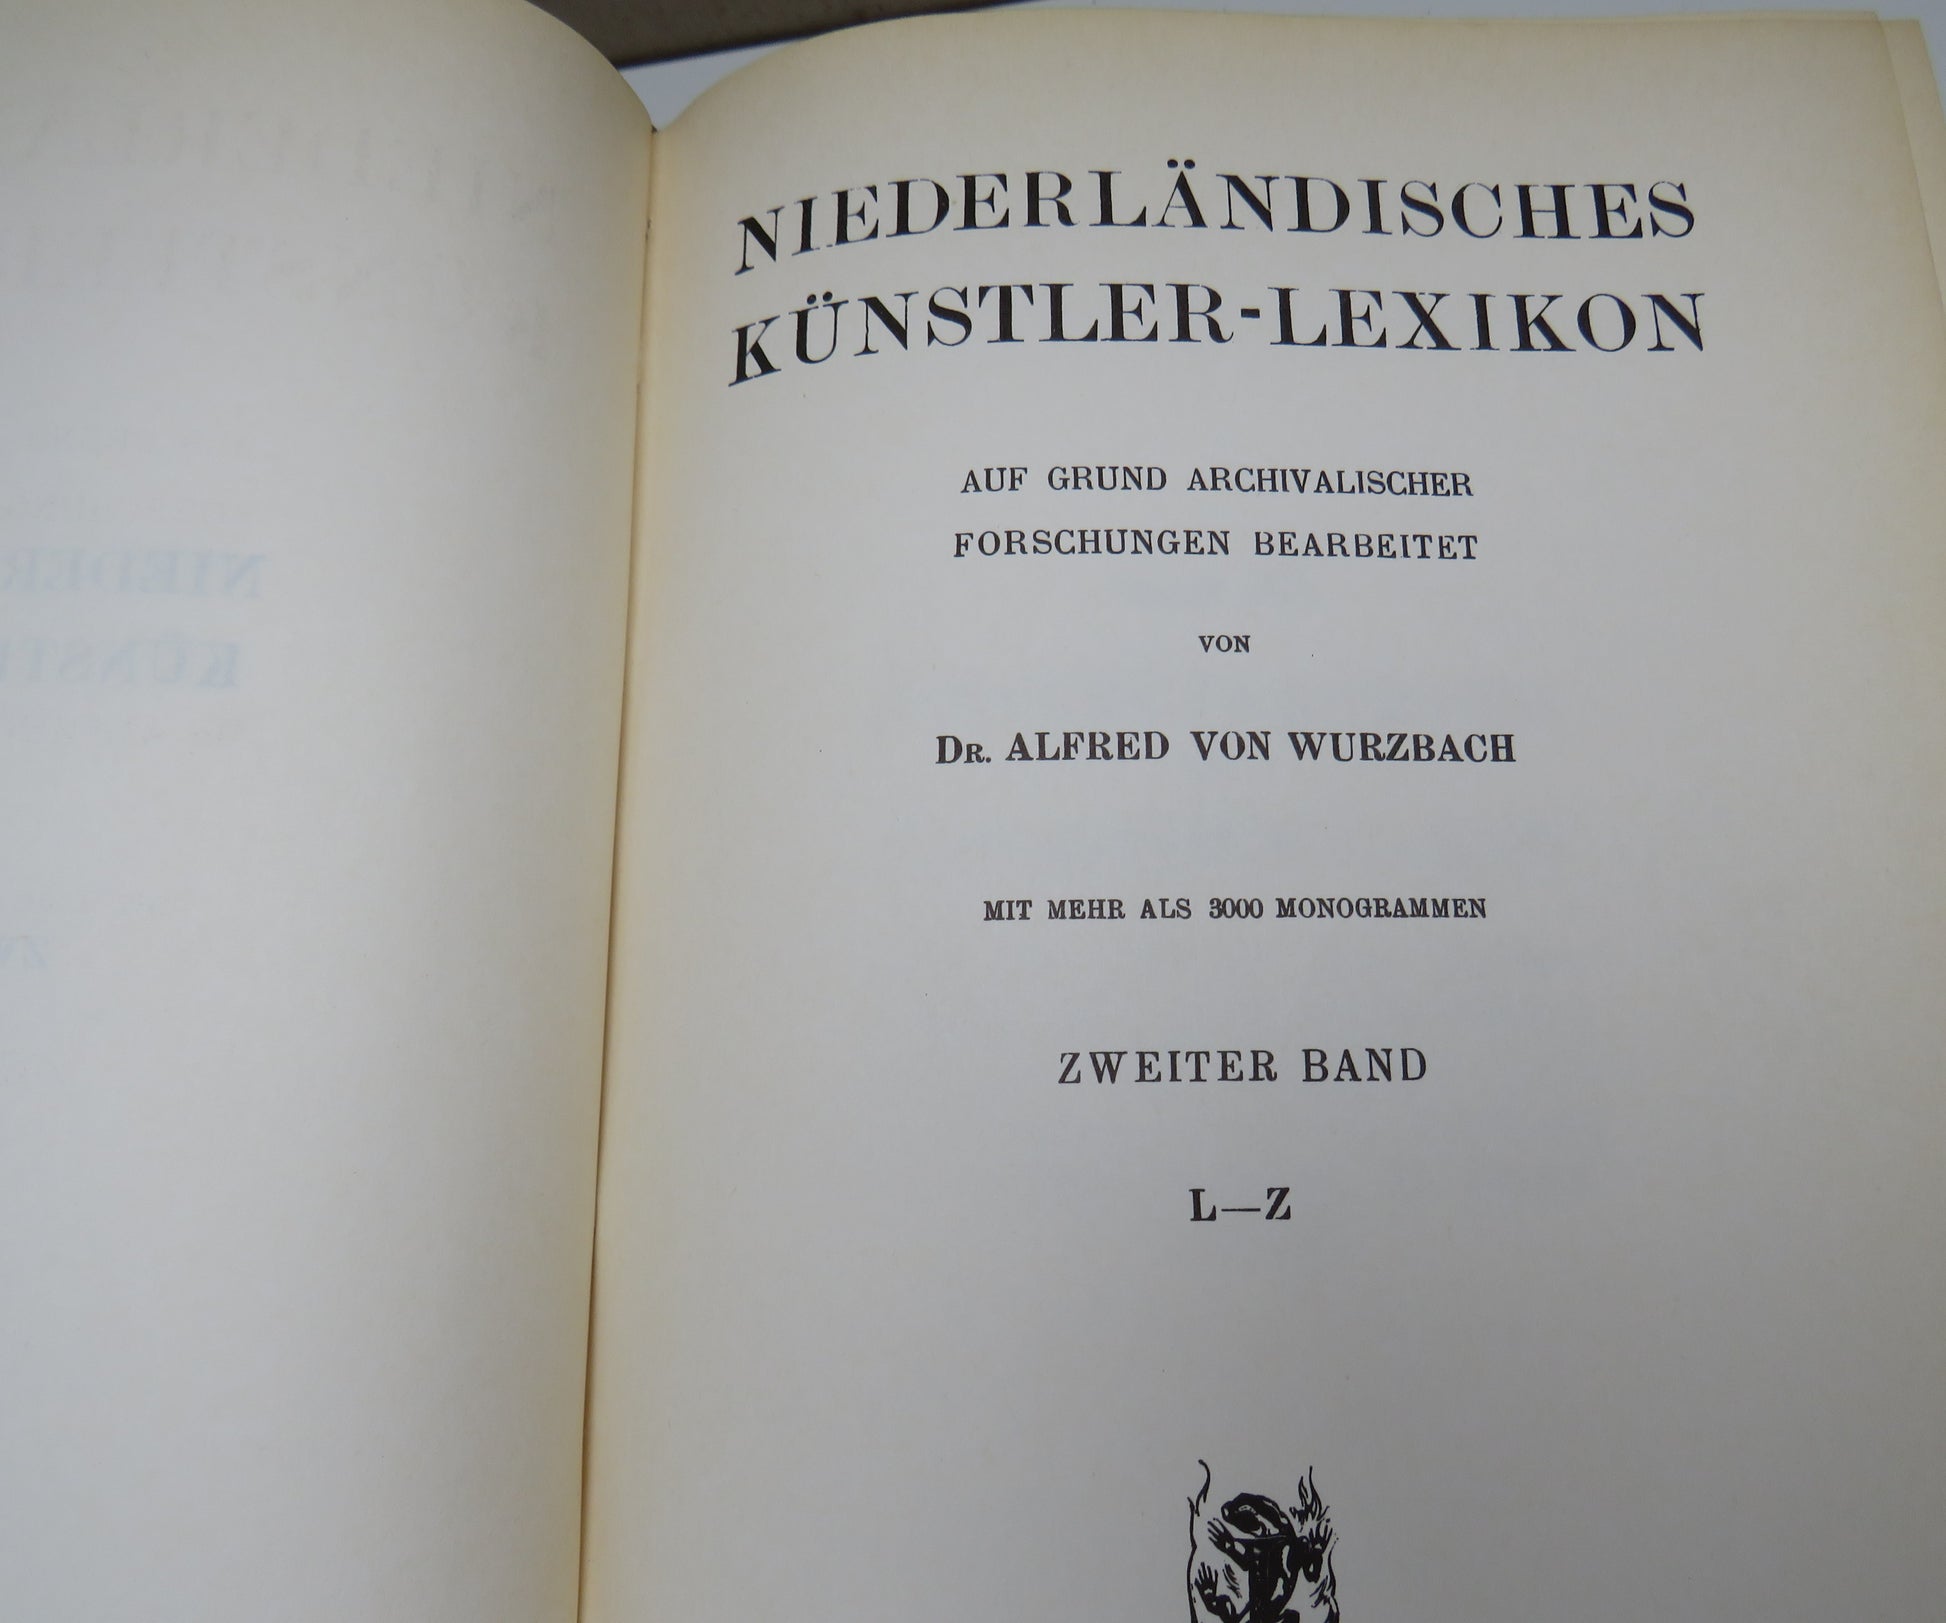 NIEDERLÄNDISCHES
KÜNSTLER-LEXIKON
AUF GRUND ARCHIVALISCHER
FORSCHUNGEN BEARBEITET
VON
DR. ALFRED VON WURZBACH
MIT MEHR ALS 3000 MONOGRAMMEN
ZWEITER BAND
L—Z